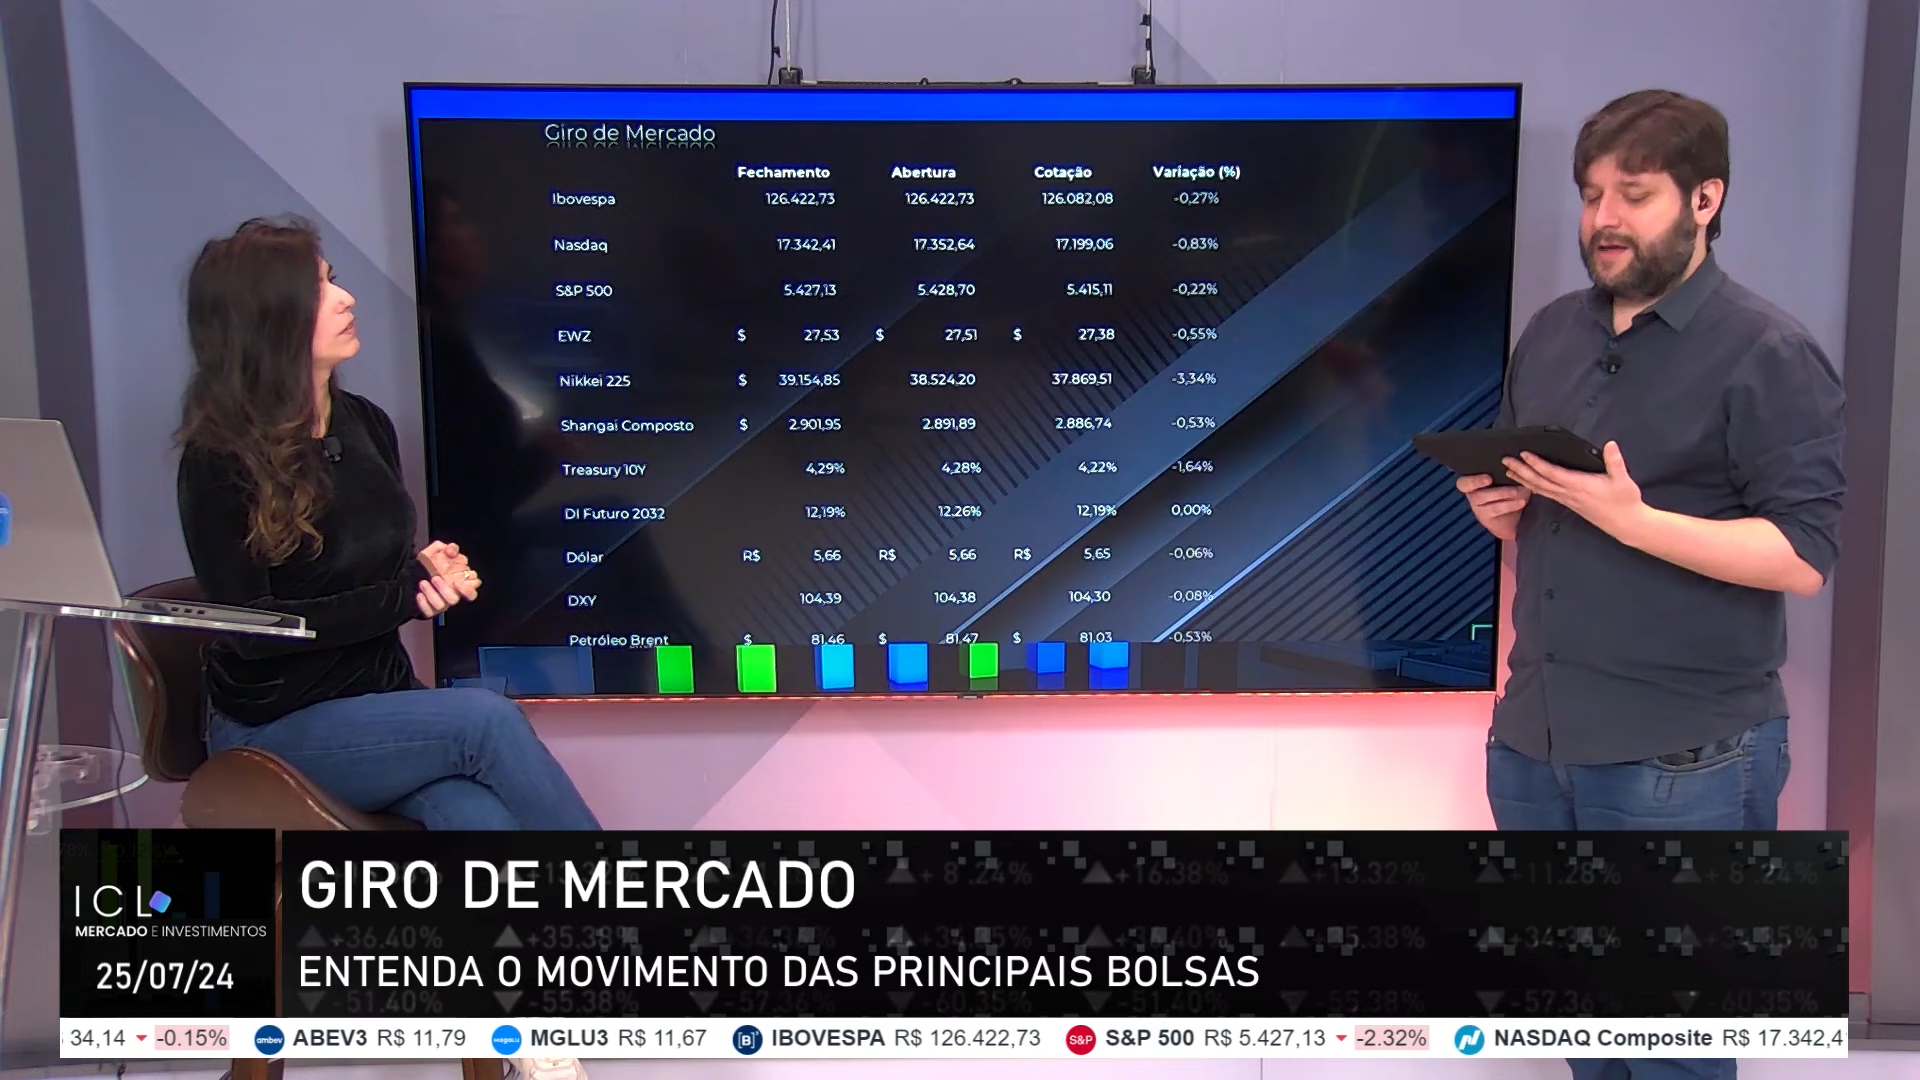 Giro de Mercado
Fechamento Abertura Cotação Variação (%)
Ibovespa 126.422,73 126.422,73 126.082,08 -0,27%
Nasdaq 17.342,41 17.352,64 17.199,06 -0,83%
S&P 500 5.427,13 5.428,70 5.415,11 -0,22%
EWZ $ 27,53 $ 27,51 $ 27,38 -0,55%
Nikkei 225 $ 39.154,85 38.524,20 37.869,51 -3,34%
Shangai Composto $ 2.901,95 2.891,89 2.886,74 -0,53%
Treasury 10Y 4,29% 4,28% 4,22% -1,64%
DI Futuro 2032 12,19% 12,26% 12,19% 0,00%
Dólar R$ 5,66 R$ 5,66 R$ 5,65 -0,06%
DXY 104,39 104,38 104,30 -0,08%
Petróleo Brent $ 81,46 $ 81,47 $ 81,03 -0,53%
ICL
MERCADO E INVESTIMENTOS
25/07/24
GIRO DE MERCADO
ENTENDA O MOVIMENTO DAS PRINCIPAIS BOLSAS
34,14 -0.15% ambev ABEV3 R$ 11,79 magalu MGLU3 R$ 11,67 [B]³ IBOVESPA R$ 126.422,73 S&P S&P 500 R$ 5.427,13 -2.32% NASDAQ Composite R$ 17.342,4